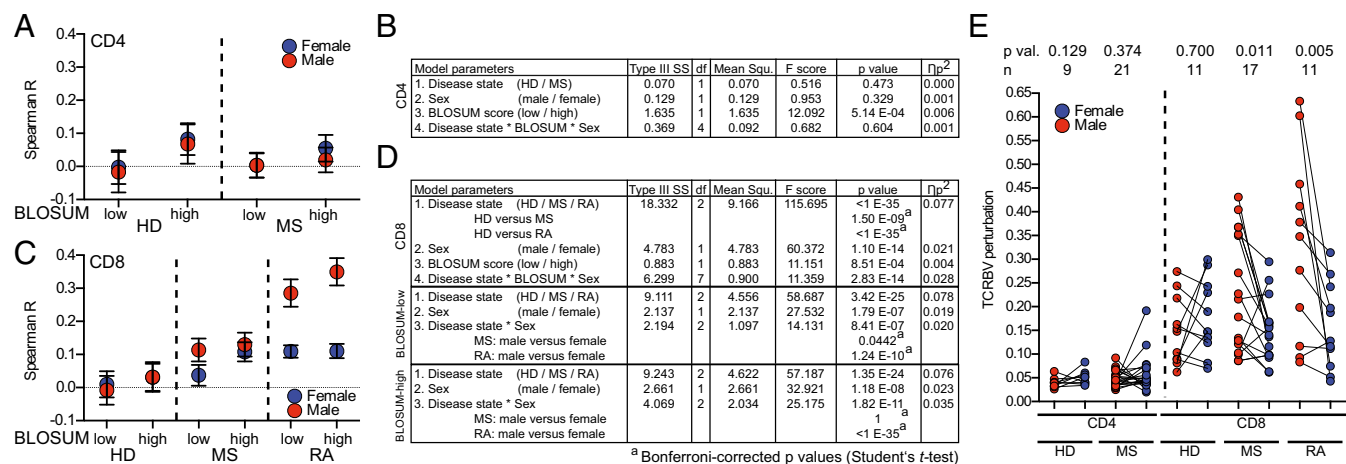 A
CD4
Female
Male
Spearman R
0.4
0.3
0.2
0.1
0.0
-0.1
BLOSUM low high low high
HD MS
B
CD4
Model parameters Type III SS df Mean Squ. F score p value Πp2
1. Disease state (HD / MS) 0.070 1 0.070 0.516 0.473 0.000
2. Sex (male / female) 0.129 1 0.129 0.953 0.329 0.001
3. BLOSUM score (low / high) 1.635 1 1.635 12.092 5.14 E-04 0.006
4. Disease state * BLOSUM * Sex 0.369 4 0.092 0.682 0.604 0.001
C
CD8
Spearman R
0.4
0.3
0.2
0.1
0.0
-0.1
Female
Male
BLOSUM low high low high low high
HD MS RA
D
Model parameters Type III SS df Mean Squ. F score p value Πp2
CD8
1. Disease state (HD / MS / RA) 18.332 2 9.166 115.695 <1 E-35 0.077
HD versus MS 1.50 E-09a
HD versus RA <1 E-35a
2. Sex (male / female) 4.783 1 4.783 60.372 1.10 E-14 0.021
3. BLOSUM score (low / high) 0.883 1 0.883 11.151 8.51 E-04 0.004
4. Disease state * BLOSUM * Sex 6.299 7 0.900 11.359 2.83 E-14 0.028
BLOSUM-low
1. Disease state (HD / MS / RA) 9.111 2 4.556 58.687 3.42 E-25 0.078
2. Sex (male / female) 2.137 1 2.137 27.532 1.79 E-07 0.019
3. Disease state * Sex 2.194 2 1.097 14.131 8.41 E-07 0.020
MS: male versus female 0.0442a
RA: male versus female 1.24 E-10a
BLOSUM-high
1. Disease state (HD / MS / RA) 9.243 2 4.622 57.187 1.35 E-24 0.076
2. Sex (male / female) 2.661 1 2.661 32.921 1.18 E-08 0.023
3. Disease state * Sex 4.069 2 2.034 25.175 1.82 E-11 0.035
MS: male versus female 1 a
RA: male versus female <1 E-35a
a Bonferroni-corrected p values (Student's t-test)
E
p val. 0.129 0.374 0.700 0.011 0.005
n 9 21 11 17 11
Female
Male
TCRBV perturbation
0.65
0.60
0.55
0.50
0.45
0.40
0.35
0.30
0.25
0.20
0.15
0.10
0.05
0.00
CD4 CD8
HD MS HD MS RA